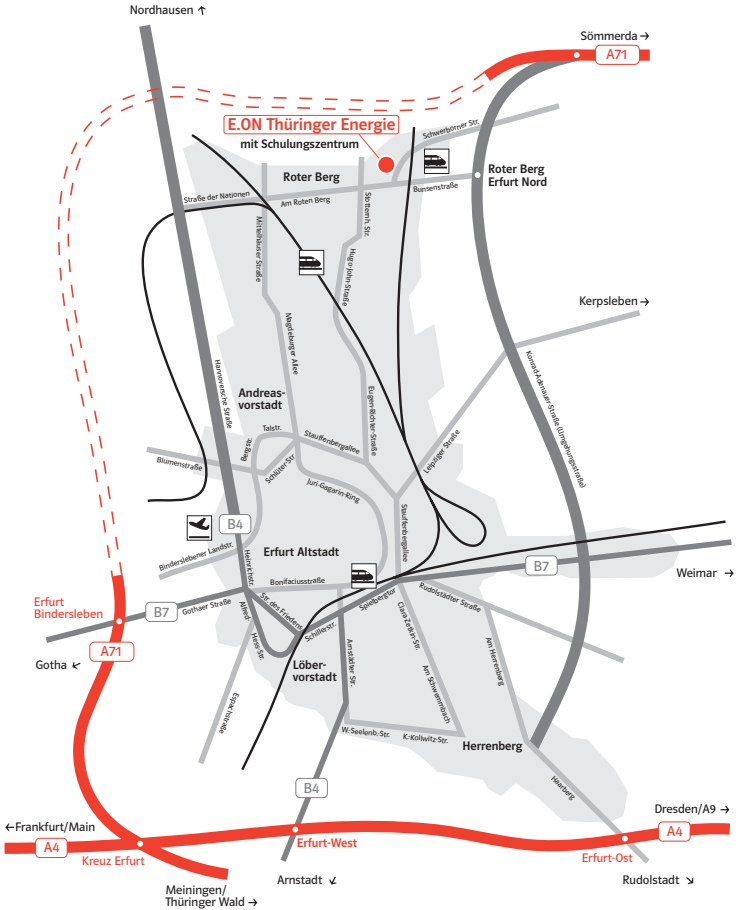 Nordhausen ↑
Sömmerda →
A71
E.ON Thüringer Energie
mit Schulungszentrum
Schwerborner Str.
Roter Berg
Roter Berg
Erfurt Nord
Bunsenstraße
Straße der Nationen
Am Roten Berg
Stotternh. Str.
Mittelhäuser Straße
Hugo-John-Straße
Kerpsleben →
Magdeburger Allee
Hannoversche Straße
Konrad-Adenauer-Straße (Umgehungsstraße)
Andreas-
vorstadt
Eugen-Richter-Straße
Talstr.
Stauffenbergallee
Bergstr.
Leipziger Straße
Blumenstraße
Schlüter-Str.
Juri-Gagarin-Ring
Stauffenbergallee
B4
Erfurt Altstadt
Binderslebener Landstr.
Heinrichstr.
Bonifaciusstraße
B7
Weimar →
Erfurt
Bindersleben
B7
Gothaer Straße
Str. des Friedens
Spielbergtor
Rudolstädter Straße
Alfred-
Hess-Str.
Schillerstr.
Clara-Zetkin-Str.
A71
Gotha ↙
Löber-
vorstadt
Arnstädter Str.
Am Herrenberg
Am Schwemmbach
Espachstraße
W.-Seelenb.-Str.
K.-Kollwitz-Str.
Herrenberg
Haarberg
B4
←Frankfurt/Main
Dresden/A9 →
A4
A4
Kreuz Erfurt
Erfurt-West
Erfurt-Ost
Meiningen/
Thüringer Wald →
Arnstadt ↙
Rudolstadt ↘